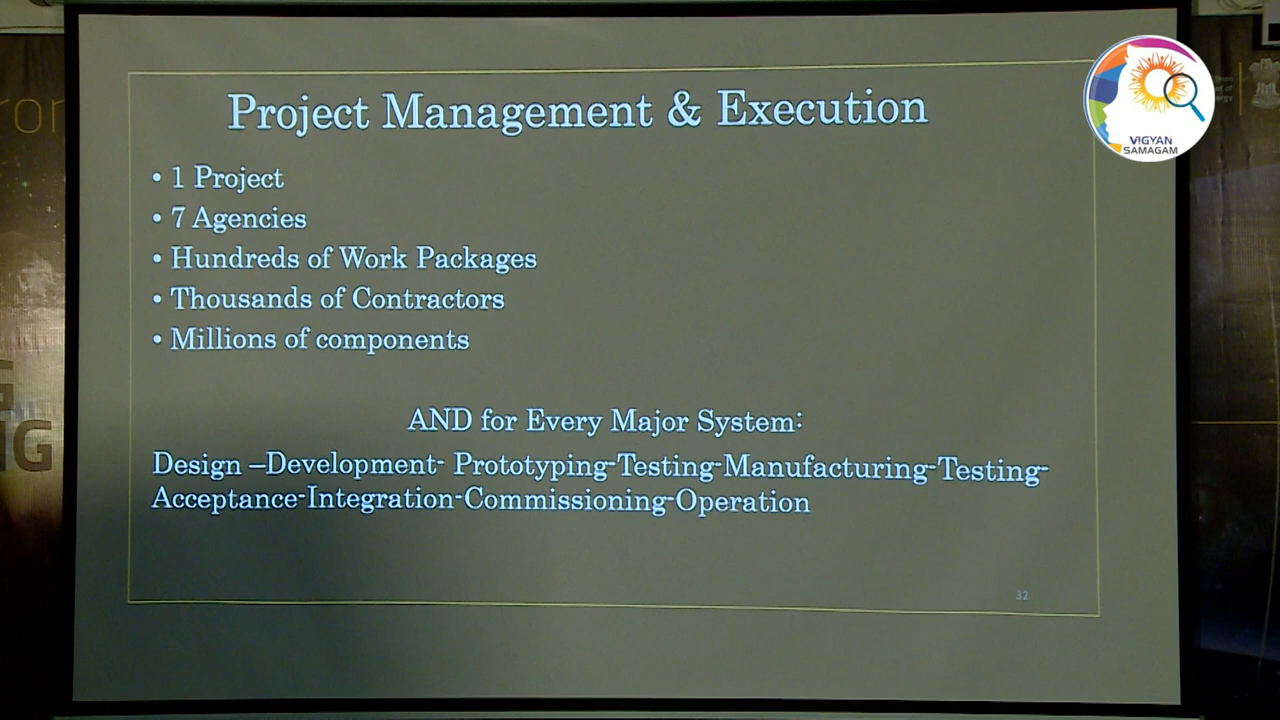 Project Management & Execution
• 1 Project
• 7 Agencies
• Hundreds of Work Packages
• Thousands of Contractors
• Millions of components
AND for Every Major System:
Design –Development- Prototyping-Testing-Manufacturing-Testing-
Acceptance-Integration-Commissioning-Operation
32
VIGYAN
SAMAGAM